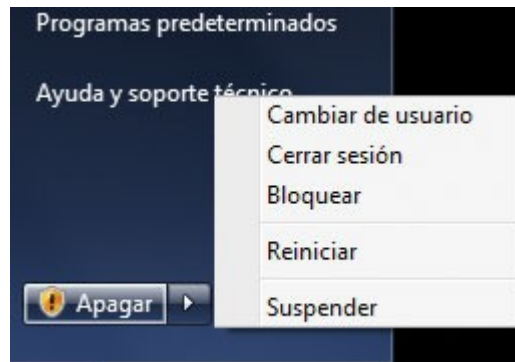 Programas predeterminados
Ayuda y soporte técnico
Cambiar de usuario
Cerrar sesión
Bloquear
Reiniciar
Apagar
Suspender